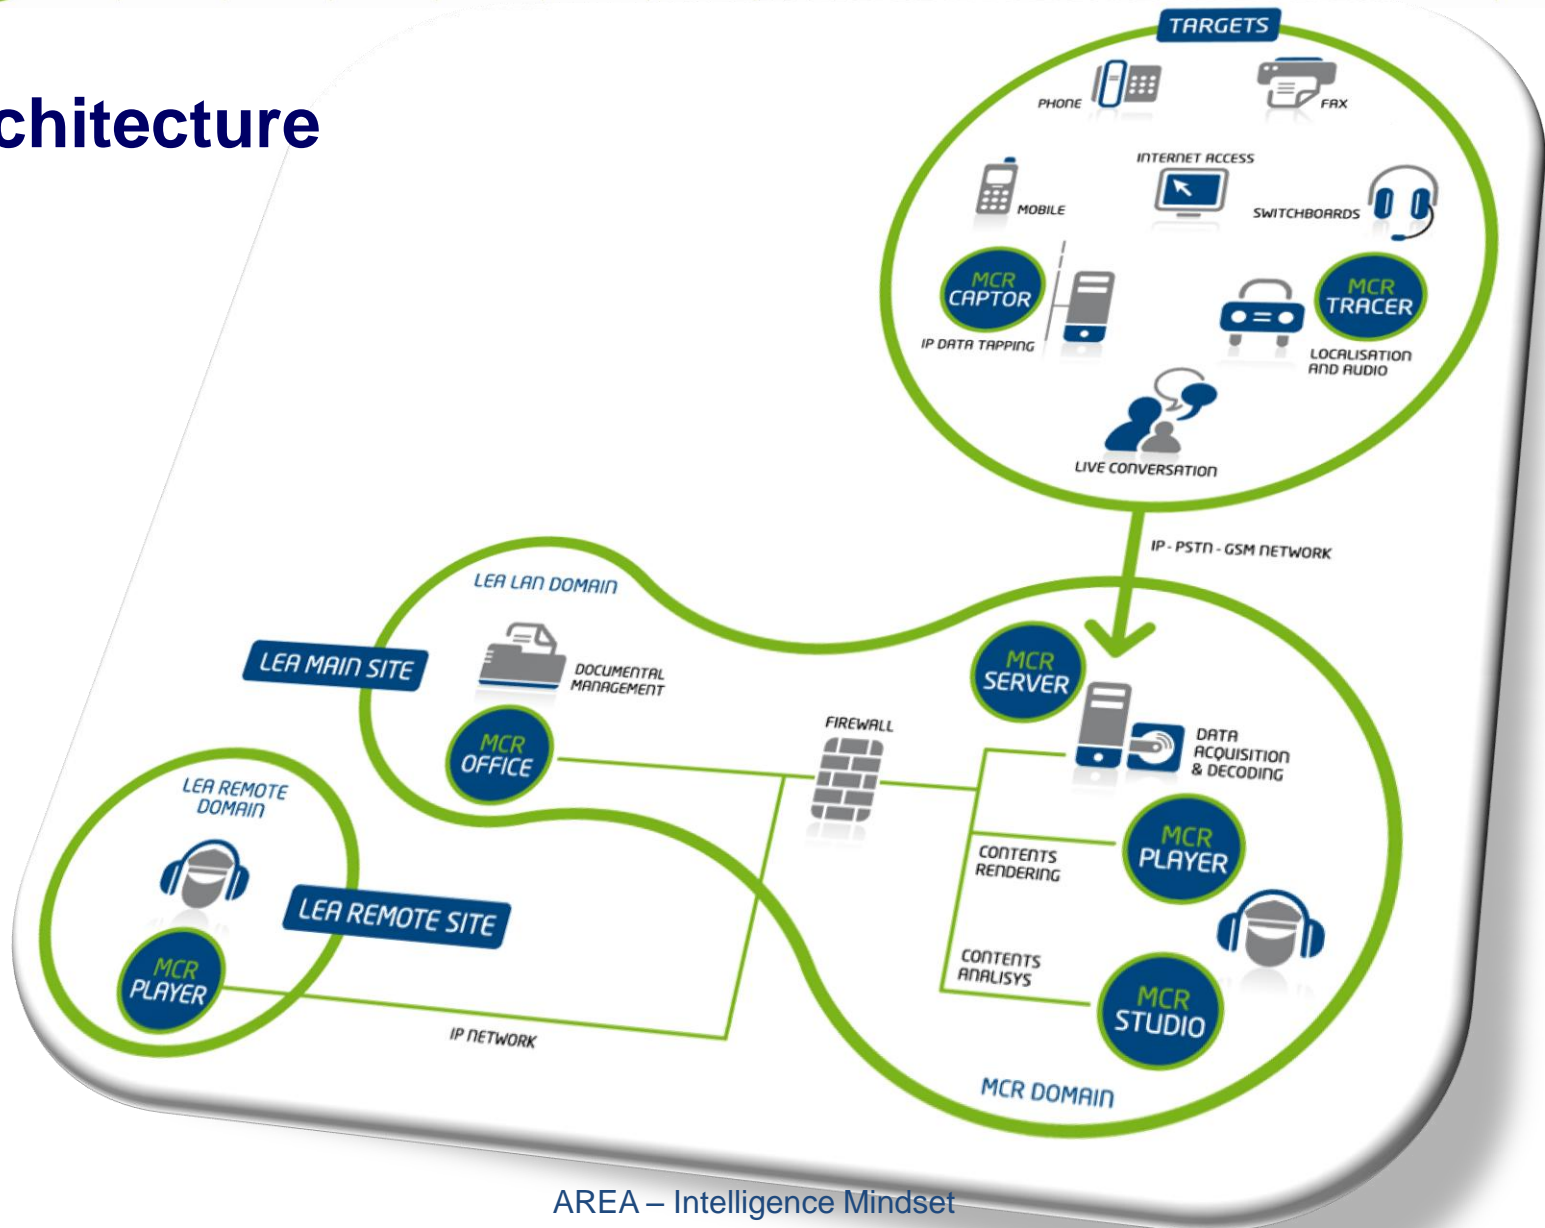 chitecture
TARGETS
PHONE
FAX
INTERNET ACCESS
MOBILE
SWITCHBOARDS
MCR
CAPTOR
MCR
TRACER
IP DATA TAPPING
LOCALISATION
AND AUDIO
LIVE CONVERSATION
IP - PSTN - GSM NETWORK
LEA LAN DOMAIN
LEA MAIN SITE
DOCUMENTAL
MANAGEMENT
MCR
SERVER
MCR
OFFICE
FIREWALL
DATA
ACQUISITION
& DECODING
LEA REMOTE
DOMAIN
CONTENTS
RENDERING
MCR
PLAYER
LEA REMOTE SITE
MCR
PLAYER
CONTENTS
ANALISYS
MCR
STUDIO
IP NETWORK
MCR DOMAIN
AREA – Intelligence Mindset